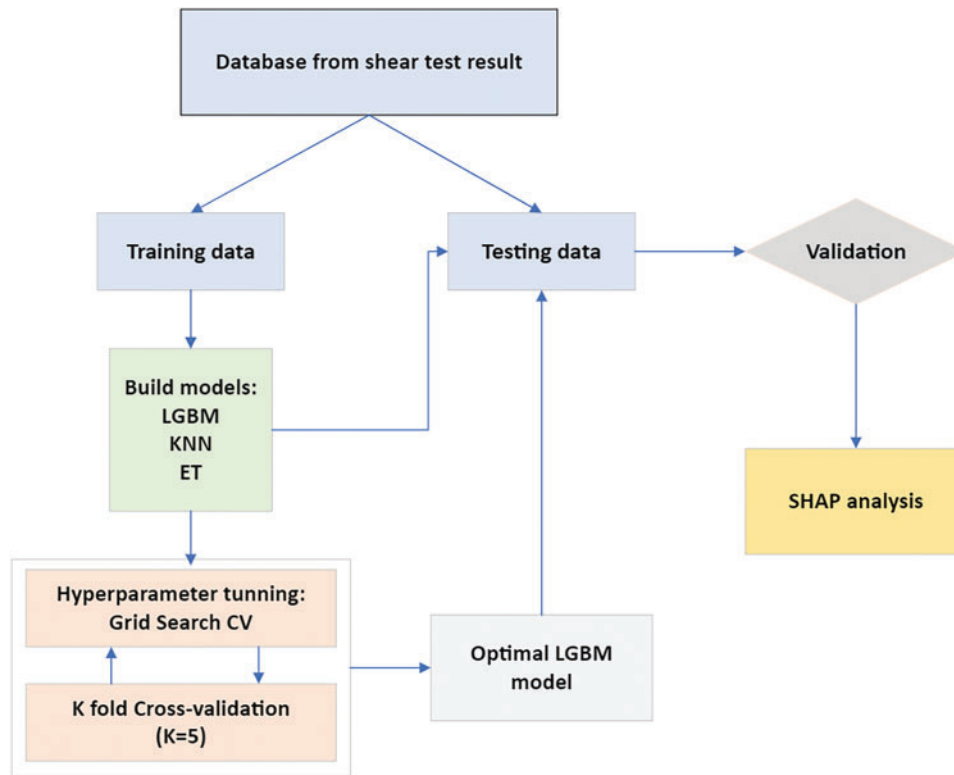 Database from shear test result
Training data
Testing data
Validation
Build models:
LGBM
KNN
ET
SHAP analysis
Hyperparameter tunning:
Grid Search CV
Optimal LGBM
model
K fold Cross-validation
(K=5)